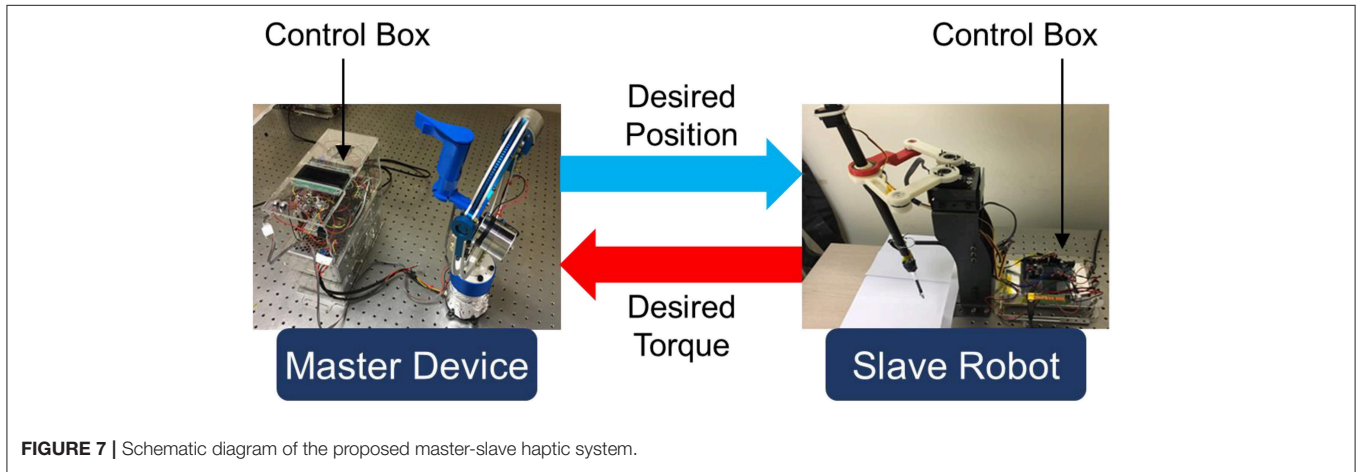 Control Box
Control Box
Desired
Position
Desired
Torque
Master Device
Slave Robot
FIGURE 7 | Schematic diagram of the proposed master-slave haptic system.